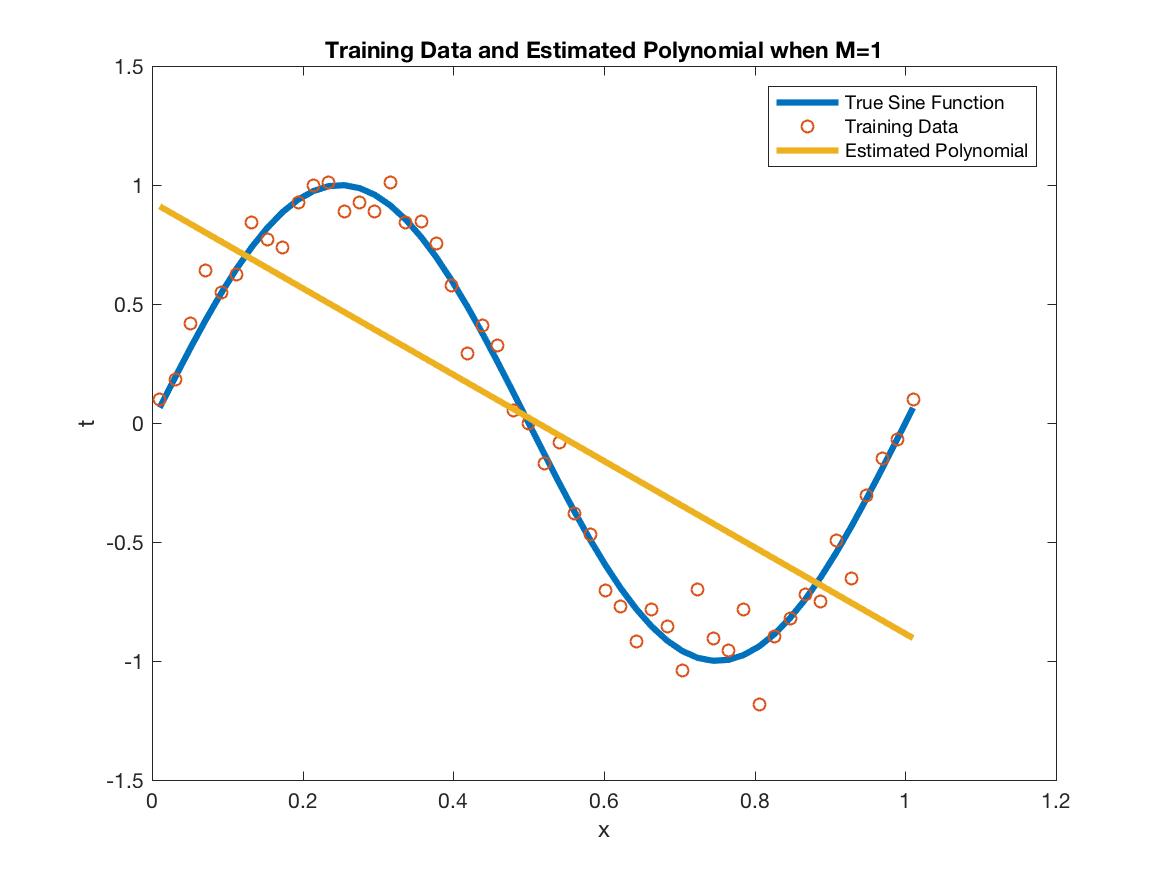 Training Data and Estimated Polynomial when M=1
1.5
True Sine Function
Training Data
Estimated Polynomial
1
0.5
t
0
-0.5
-1
-1.5
0 0.2 0.4 0.6 0.8 1 1.2
x